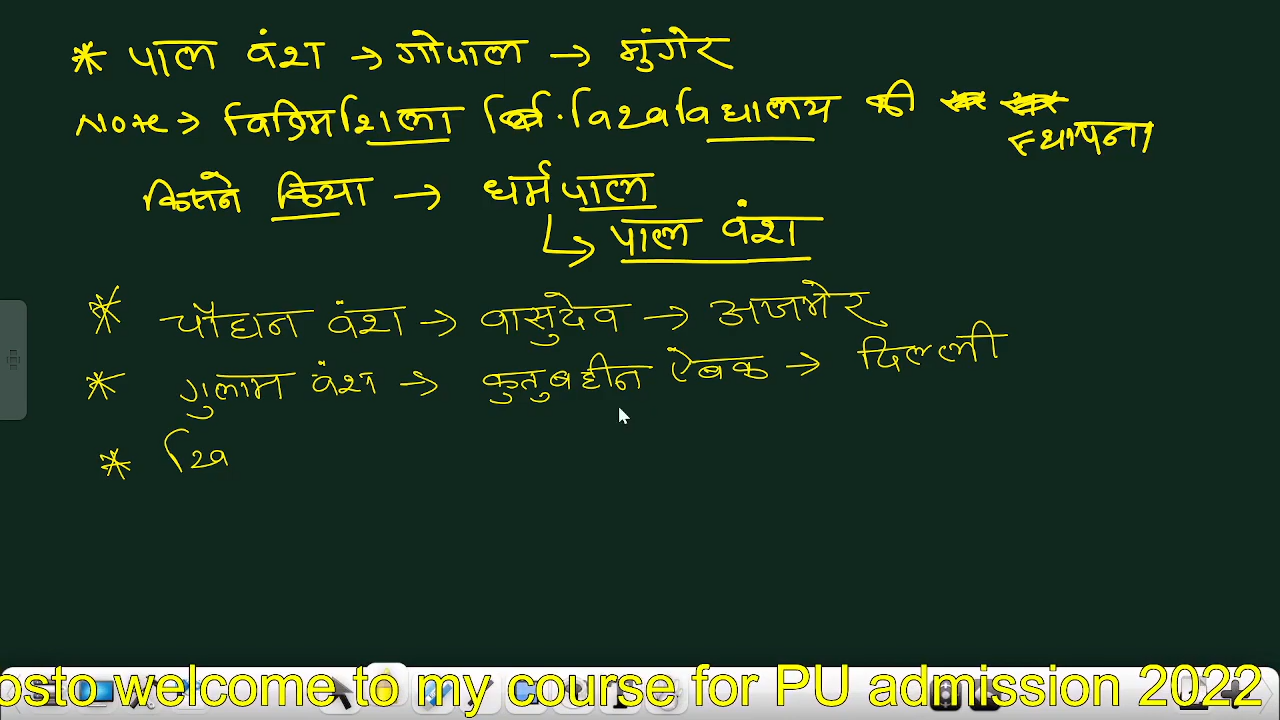 * पाल वंश → गोपाल → मुंगेर
Note → विक्रमशिला विश्वविद्यालय की स्थापना
किसने किया → धर्मपाल
↳ पाल वंश
* चौहान वंश → वासुदेव → अजमेर
* गुलाम वंश → कुतुबद्दीन ऐबक → दिल्ली
* खि
osto welcome to my course for PU admission 2022